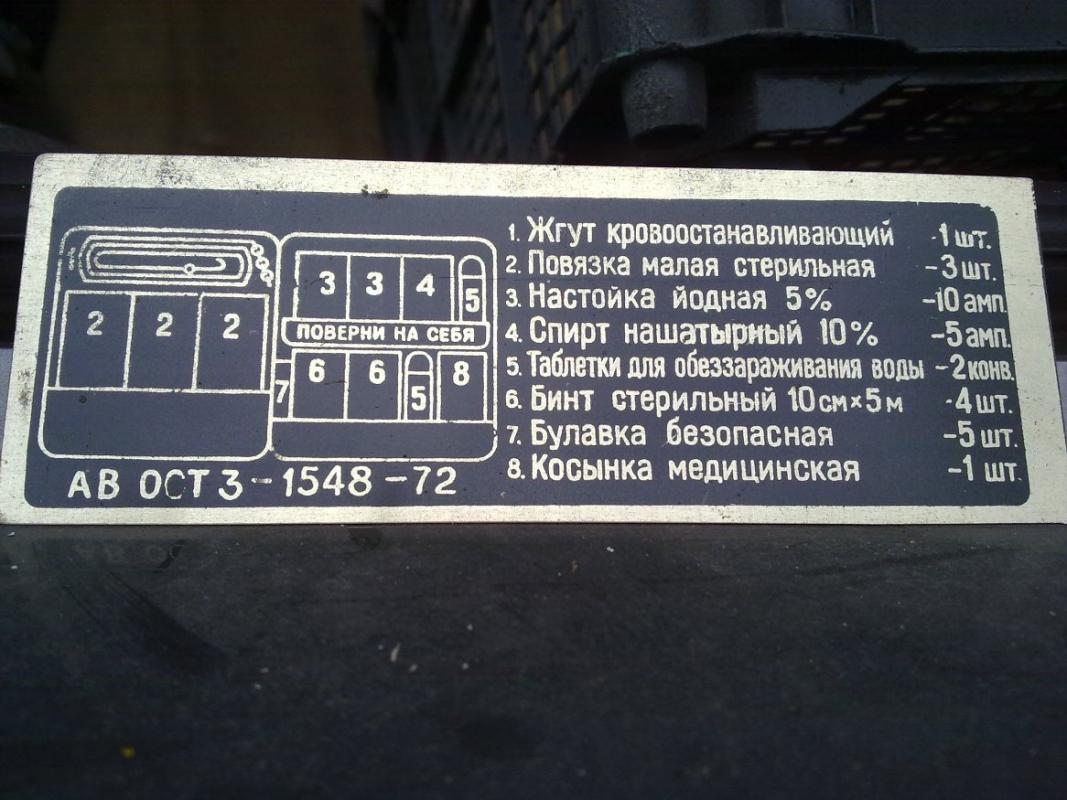 2 2 2
3 3 4 5
ПОВЕРНИ НА СЕБЯ
7 6 6 5 8
АВ ОСТ 3-1548-72
1. Жгут кровоостанавливающий -1 шт.
2. Повязка малая стерильная -3 шт.
3. Настойка йодная 5% -10 амп.
4. Спирт нашатырный 10% -5 амп.
5. Таблетки для обеззараживания воды -2 конв.
6. Бинт стерильный 10 см×5 м -4 шт.
7. Булавка безопасная -5 шт.
8. Косынка медицинская -1 шт.